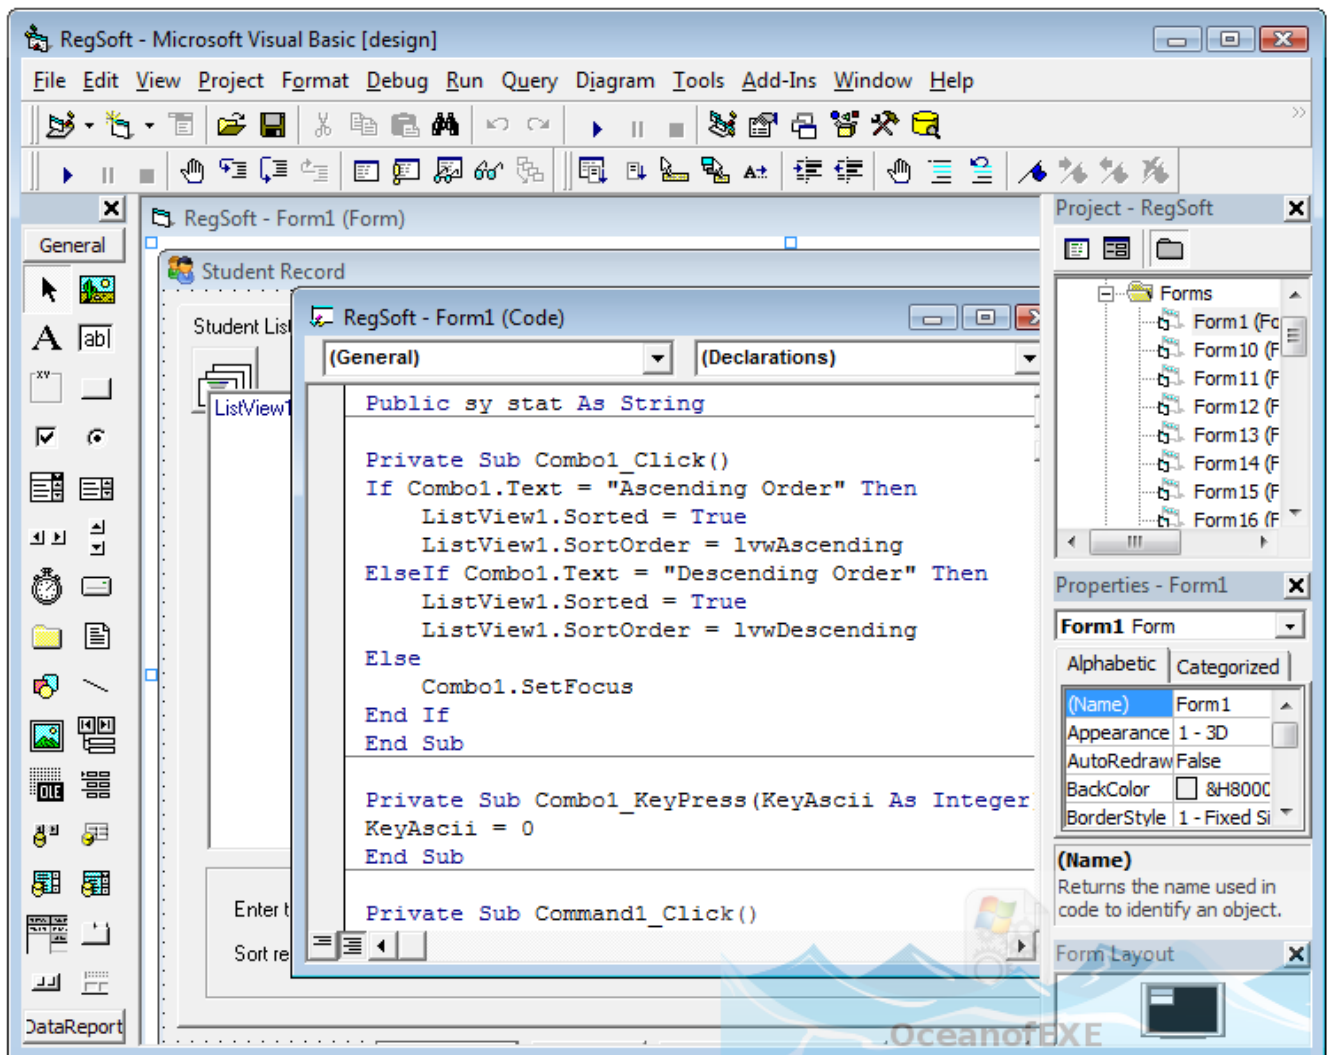 RegSoft - Microsoft Visual Basic [design]
File Edit View Project Format Debug Run Query Diagram Tools Add-Ins Window Help
General
DataReport
RegSoft - Form1 (Form)
Student Record
Student List
ListView1
Enter t
Sort re
RegSoft - Form1 (Code)
(General) (Declarations)
Public sy stat As String
Private Sub Combo1_Click()
If Combo1.Text = "Ascending Order" Then
ListView1.Sorted = True
ListView1.SortOrder = lvwAscending
ElseIf Combo1.Text = "Descending Order" Then
ListView1.Sorted = True
ListView1.SortOrder = lvwDescending
Else
Combo1.SetFocus
End If
End Sub
Private Sub Combo1_KeyPress(KeyAscii As Integer
KeyAscii = 0
End Sub
Private Sub Command1_Click()
Project - RegSoft
Forms
Form1 (Fo
Form10 (F
Form11 (F
Form12 (F
Form13 (F
Form14 (F
Form15 (F
Form16 (F
Properties - Form1
Form1 Form
Alphabetic Categorized
(Name) Form1
Appearance 1 - 3D
AutoRedraw False
BackColor &H8000
BorderStyle 1 - Fixed Si
(Name)
Returns the name used in
code to identify an object.
Form Layout
OceanofEXE